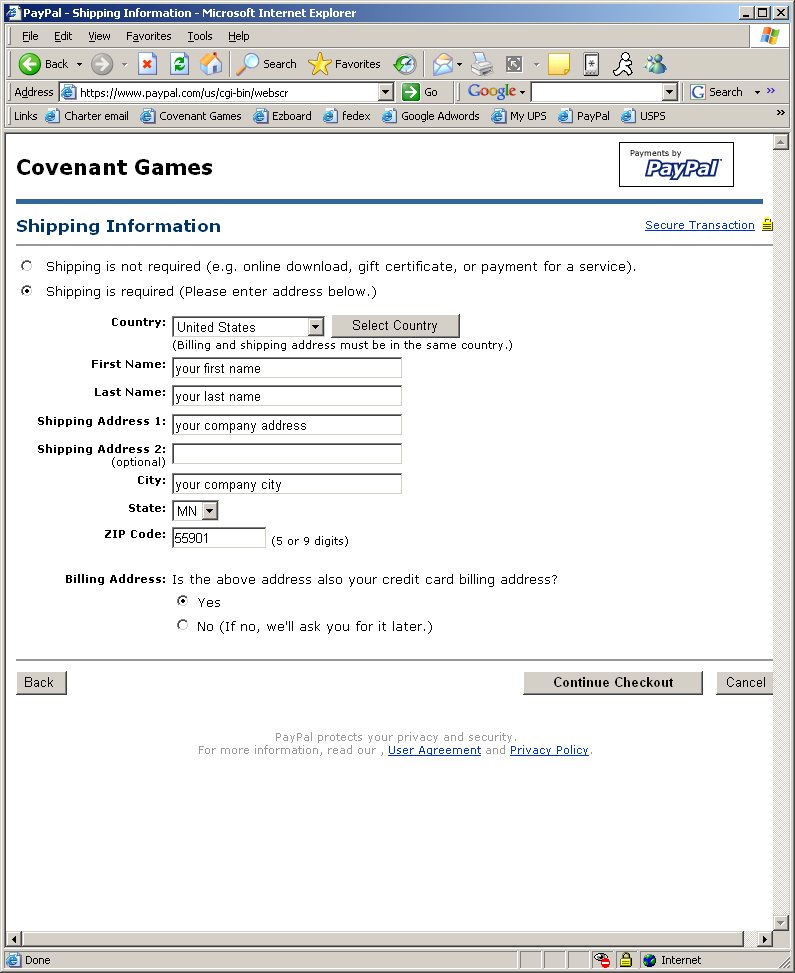 PayPal - Shipping Information - Microsoft Internet Explorer
File Edit View Favorites Tools Help
Back Search Favorites
Address https://www.paypal.com/us/cgi-bin/webscr Go Google G Search »
Links Charter email Covenant Games Ezboard fedex Google Adwords My UPS PayPal USPS »
Covenant Games
Payments by
PayPal
Shipping Information
Secure Transaction
Shipping is not required (e.g. online download, gift certificate, or payment for a service).
Shipping is required (Please enter address below.)
Country: United States Select Country
(Billing and shipping address must be in the same country.)
First Name: your first name
Last Name: your last name
Shipping Address 1: your company address
Shipping Address 2:
(optional)
City: your company city
State: MN
ZIP Code: 55901 (5 or 9 digits)
Billing Address: Is the above address also your credit card billing address?
Yes
No (If no, we'll ask you for it later.)
Back Continue Checkout Cancel
PayPal protects your privacy and security.
For more information, read our , User Agreement and Privacy Policy.
Done Internet